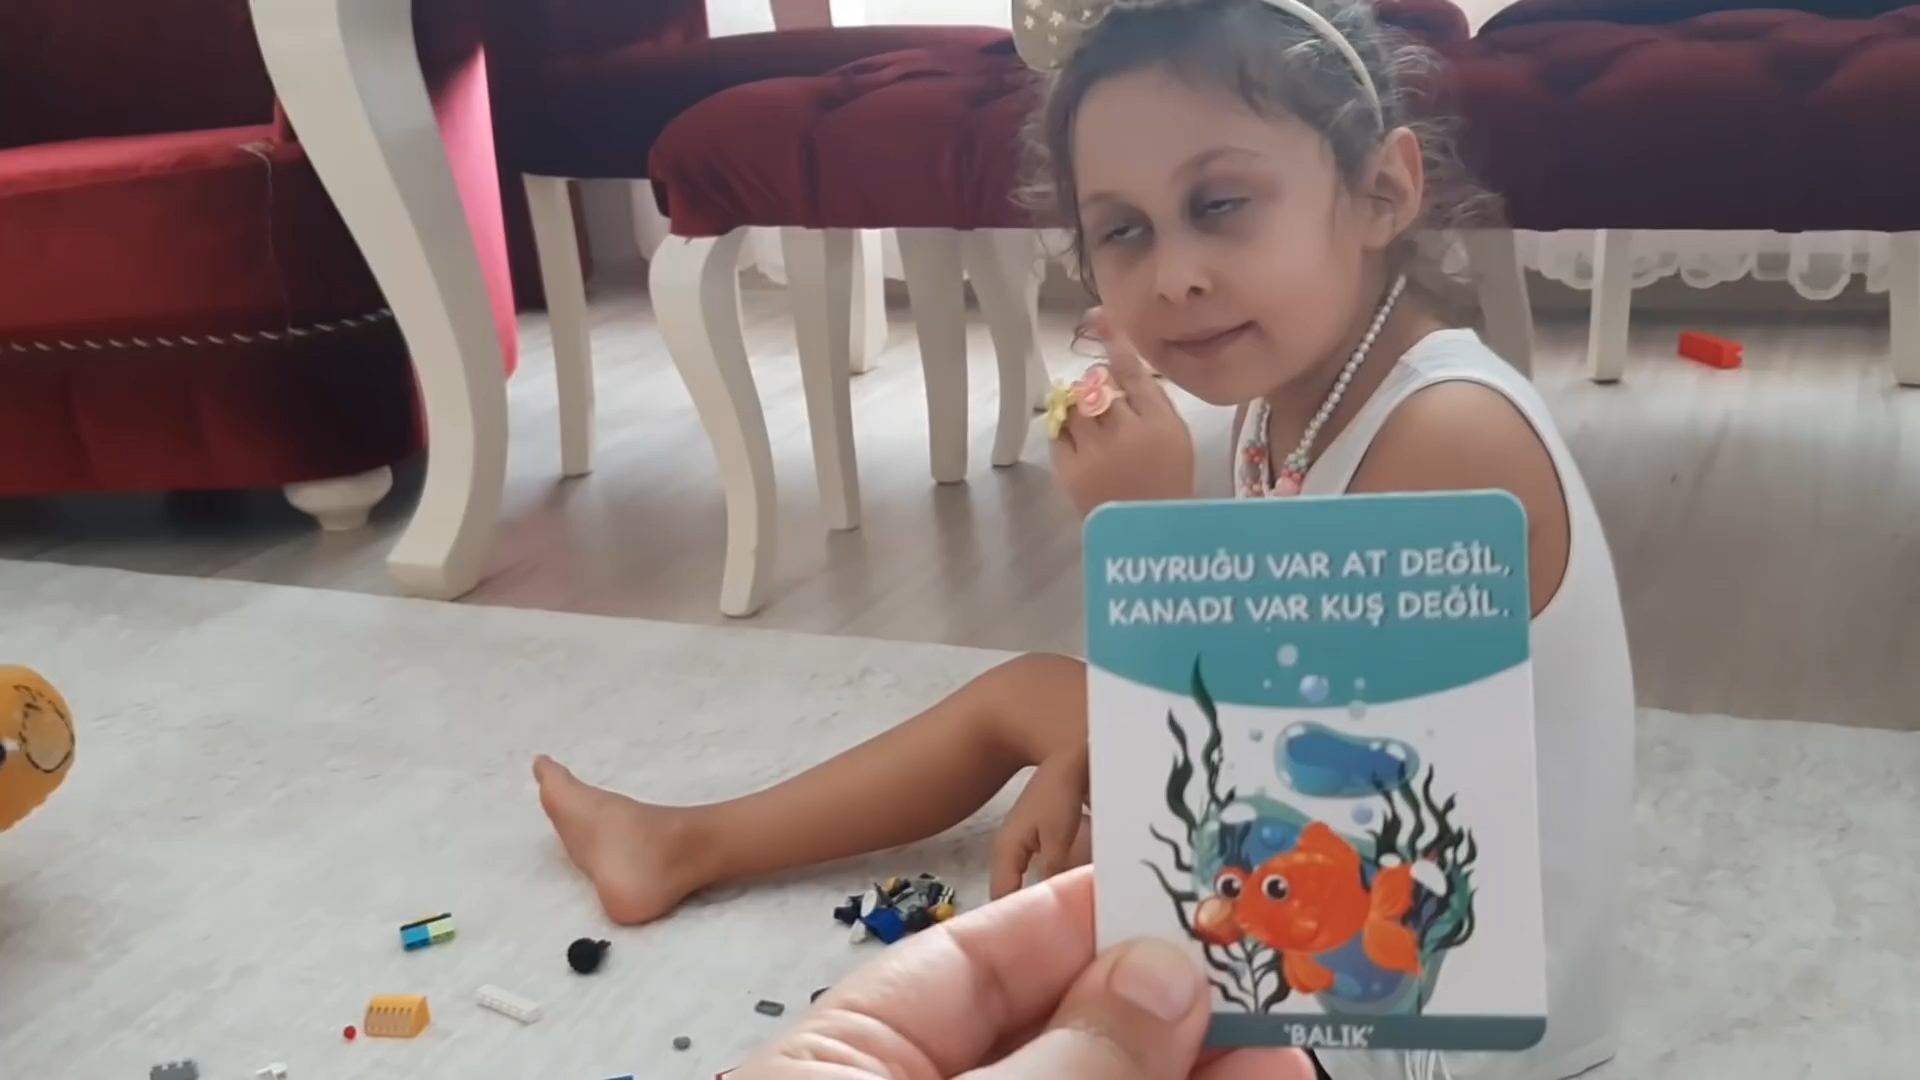 KUYRUĞU VAR AT DEĞİL,
KANADI VAR KUŞ DEĞİL.
'BALIK'